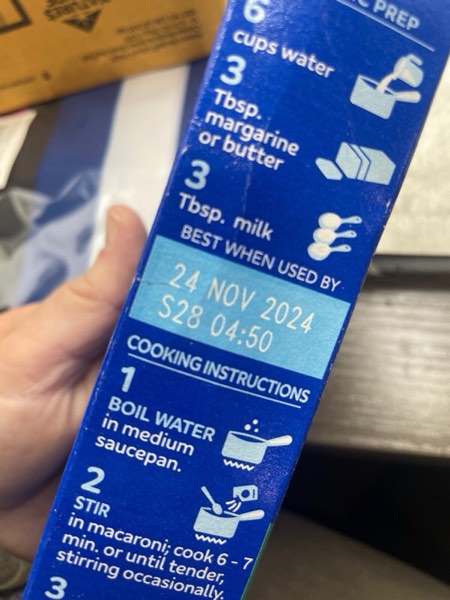 PREP
6
cups water
3
Tbsp.
margarine
or butter
3
Tbsp. milk
BEST WHEN USED BY
24 NOV 2024
S28 04:50
COOKING INSTRUCTIONS
1
BOIL WATER
in medium
saucepan.
2
STIR
in macaroni; cook 6 - 7
min. or until tender,
stirring occasionally.
3